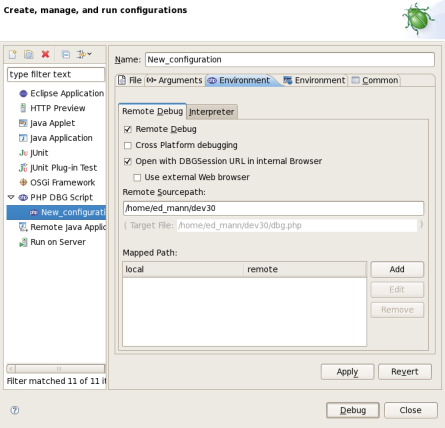 Create, manage, and run configurations
type filter text
Eclipse Application
HTTP Preview
Java Applet
Java Application
JUnit
JUnit Plug-in Test
OSGi Framework
PHP DBG Script
New_configurati
Remote Java Applic
Run on Server
Filter matched 11 of 11 it
Name: New_configuration
File Arguments Environment Environment Common
Remote Debug Interpreter
Remote Debug
Cross Platform debugging
Open with DBGSession URL in internal Browser
Use external Web browser
Remote Sourcepath:
/home/ed_mann/dev30
( Target File: /home/ed_mann/dev30/dbg.php )
Mapped Path:
local remote
Add
Edit
Remove
Apply Revert
? Debug Close